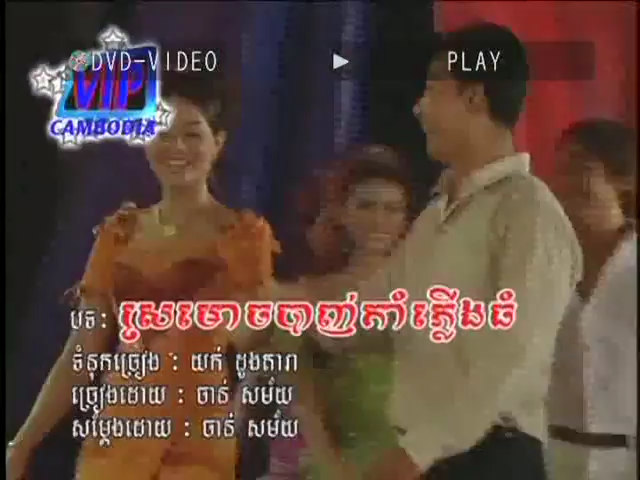 DVD-VIDEO ▶ PLAY
VIP
CAMBODIA
បទ: ស្រមោចបាញ់កាំភ្លើងធំ
ទំនុកច្រៀង : យក់ ដួងតារា
ច្រៀងដោយ : ចាន់ សម័យ
សម្តែងដោយ : ចាន់ សម័យ